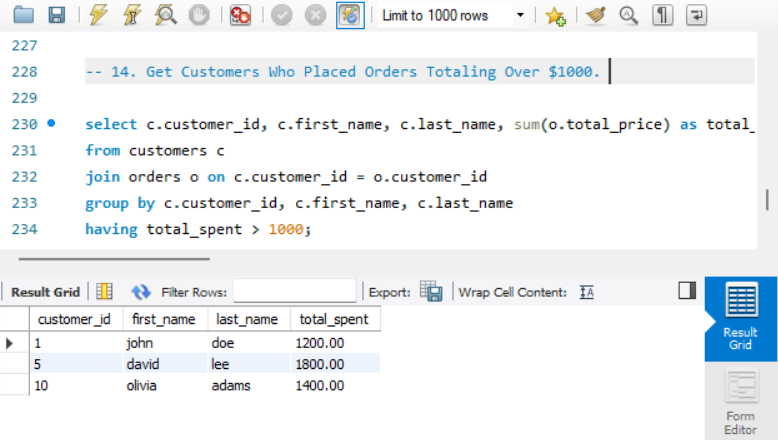 Limit to 1000 rows
227
228 -- 14. Get Customers Who Placed Orders Totaling Over $1000.
229
230 select c.customer_id, c.first_name, c.last_name, sum(o.total_price) as total_
231 from customers c
232 join orders o on c.customer_id = o.customer_id
233 group by c.customer_id, c.first_name, c.last_name
234 having total_spent > 1000;
Result Grid Filter Rows: Export: Wrap Cell Content: IA
customer_id first_name last_name total_spent
1 john doe 1200.00
5 david lee 1800.00
10 olivia adams 1400.00
Result
Grid
Form
Editor